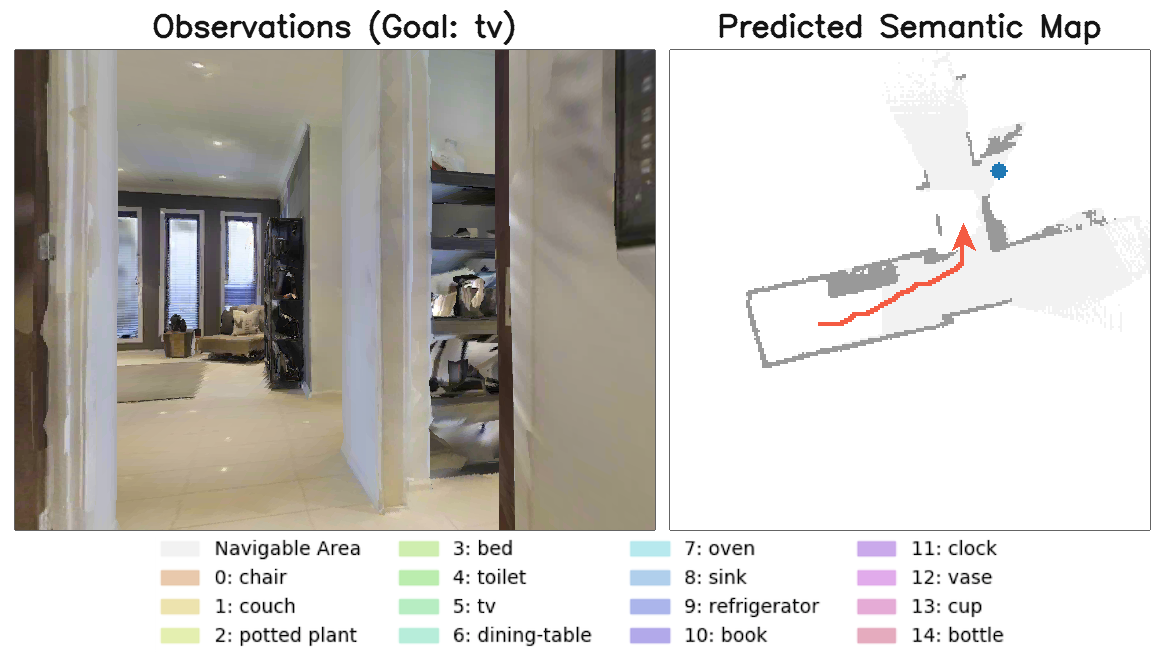 Observations (Goal: tv)
Predicted Semantic Map
Navigable Area
0: chair
1: couch
2: potted plant
3: bed
4: toilet
5: tv
6: dining-table
7: oven
8: sink
9: refrigerator
10: book
11: clock
12: vase
13: cup
14: bottle